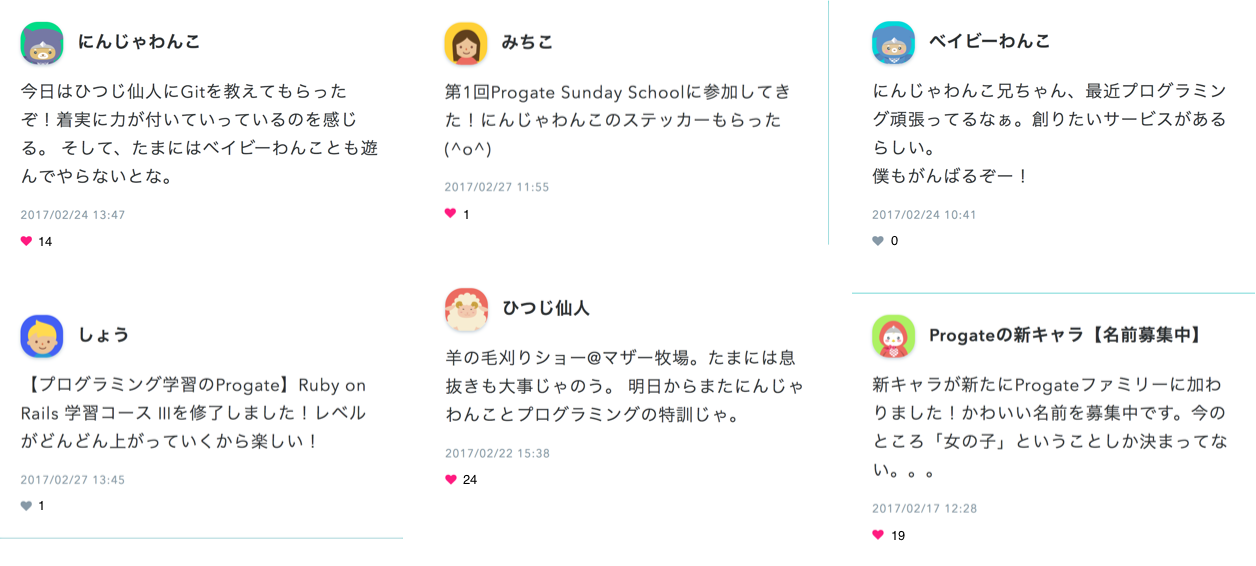 にんじゃわんこ
今日はひつじ仙人にGitを教えてもらった
ぞ！着実に力が付いていっているのを感じ
る。 そして、たまにはベイビーわんことも遊
んでやらないとな。
2017/02/24 13:47
14
しょう
【プログラミング学習のProgate】Ruby on
Rails 学習コース Ⅲを修了しました！レベル
がどんどん上がっていくから楽しい！
2017/02/27 13:45
1
みちこ
第1回Progate Sunday Schoolに参加してき
た！にんじゃわんこのステッカーもらった
(^o^)
2017/02/27 11:55
1
ひつじ仙人
羊の毛刈りショー@マザー牧場。たまには息
抜きも大事じゃのう。 明日からまたにんじゃ
わんことプログラミングの特訓じゃ。
2017/02/22 15:38
24
ベイビーわんこ
にんじゃわんこ兄ちゃん、最近プログラミン
グ頑張ってるなぁ。創りたいサービスがある
らしい。
僕もがんばるぞー！
2017/02/24 10:41
0
Progateの新キャラ【名前募集中】
新キャラが新たにProgateファミリーに加わ
りました！かわいい名前を募集中です。今の
ところ「女の子」ということしか決まってな
い。。。
2017/02/17 12:28
19